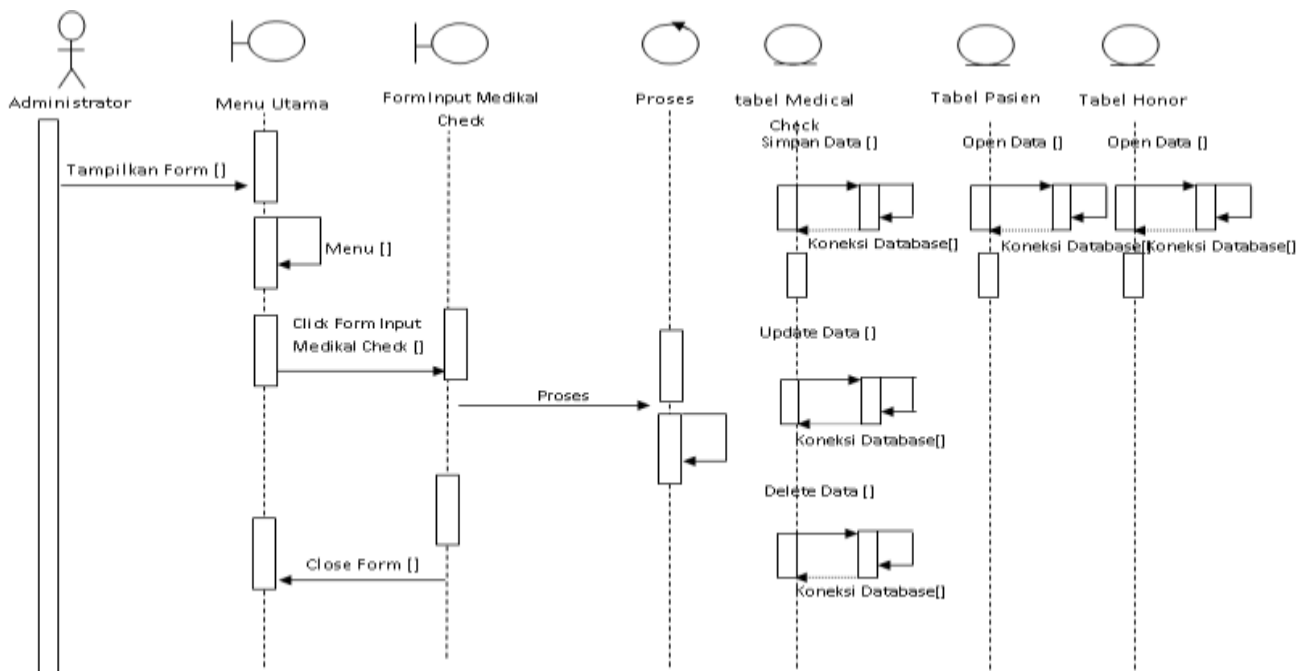 Administrator
Menu Utama
Form Input Medikal
Check
Proses
tabel Medical
Check
Tabel Pasien
Tabel Honor
Simpan Data []
Open Data []
Open Data []
Tampilkan Form []
Koneksi Database[]
Koneksi Database[]
Koneksi Database[]
Menu []
Click Form Input
Medikal Check []
Update Data []
Proses
Koneksi Database[]
Delete Data []
Close Form []
Koneksi Database[]